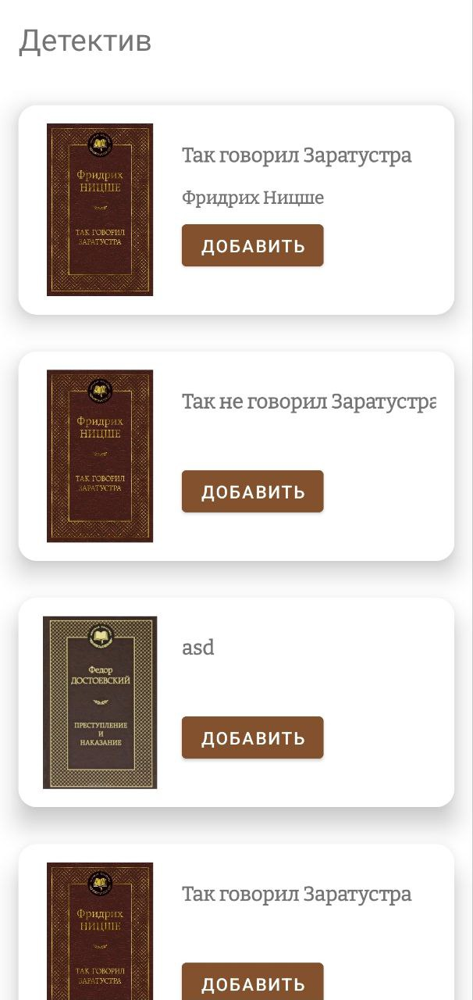 Детектив
Фридрих
НИЦШЕ
ТАК ГОВОРИЛ
ЗАРАТУСТРА
Так говорил Заратустра
Фридрих Ницше
ДОБАВИТЬ
Фридрих
НИЦШЕ
ТАК ГОВОРИЛ
ЗАРАТУСТРА
Так не говорил Заратустра
ДОБАВИТЬ
Федор
ДОСТОЕВСКИЙ
ПРЕСТУПЛЕНИЕ
И
НАКАЗАНИЕ
asd
ДОБАВИТЬ
Фридрих
НИЦШЕ
ТАК ГОВОРИЛ
ЗАРАТУСТРА
Так говорил Заратустра
ДОБАВИТЬ